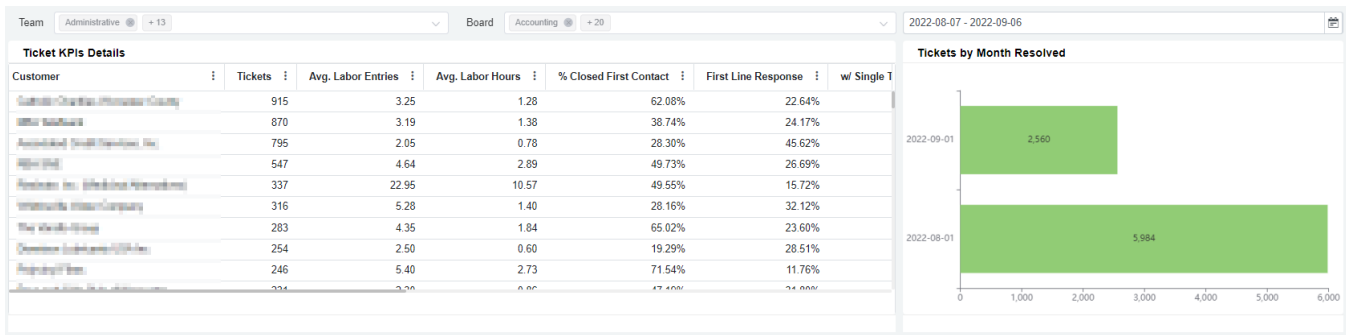 Team Administrative + 13 Board Accounting + 20 2022-08-07 - 2022-09-06
Ticket KPIs Details
Customer Tickets Avg. Labor Entries Avg. Labor Hours % Closed First Contact First Line Response w/ Single T
915 3.25 1.28 62.08% 22.64%
870 3.19 1.38 38.74% 24.17%
795 2.05 0.78 28.30% 45.62%
547 4.64 2.89 49.73% 26.69%
337 22.95 10.57 49.55% 15.72%
316 5.28 1.40 28.16% 32.12%
283 4.35 1.84 65.02% 23.60%
254 2.50 0.60 19.29% 28.51%
246 5.40 2.73 71.54% 11.76%
Tickets by Month Resolved
2022-09-01 2,560
2022-08-01 5,984
0 1,000 2,000 3,000 4,000 5,000 6,000